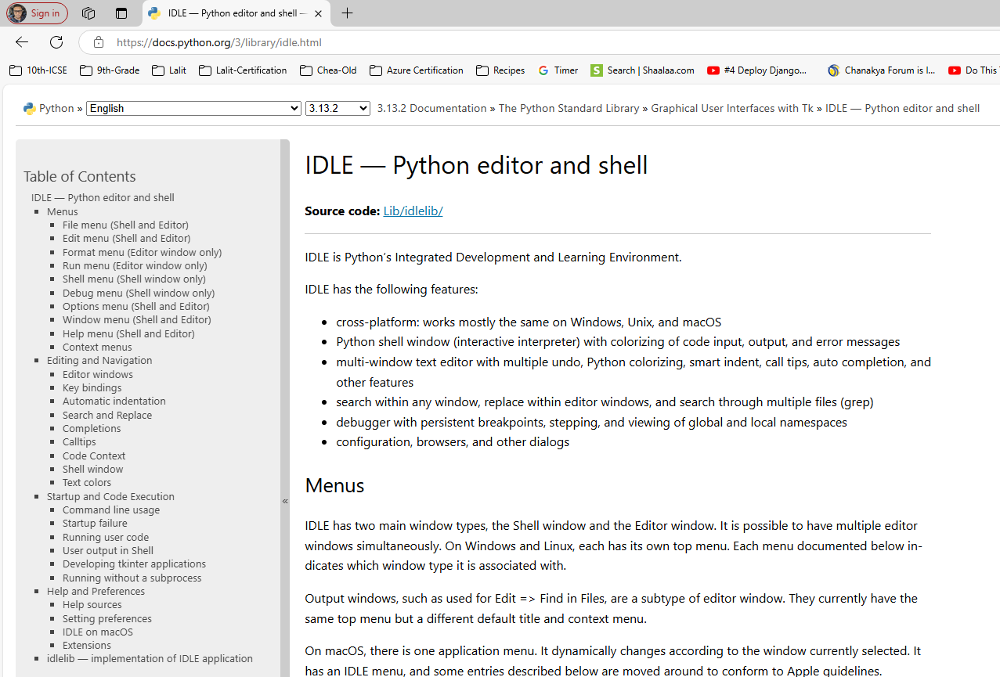 Sign in
IDLE — Python editor and shell —
https://docs.python.org/3/library/idle.html
10th-ICSE 9th-Grade Lalit Lalit-Certification Chea-Old Azure Certification Recipes Timer Search | Shaalaa.com #4 Deploy Django... Chanakya Forum is I... Do This
Python » English 3.13.2 3.13.2 Documentation » The Python Standard Library » Graphical User Interfaces with Tk » IDLE — Python editor and shell
Table of Contents
IDLE — Python editor and shell
Menus
File menu (Shell and Editor)
Edit menu (Shell and Editor)
Format menu (Editor window only)
Run menu (Editor window only)
Shell menu (Shell window only)
Debug menu (Shell window only)
Options menu (Shell and Editor)
Window menu (Shell and Editor)
Help menu (Shell and Editor)
Context menus
Editing and Navigation
Editor windows
Key bindings
Automatic indentation
Search and Replace
Completions
Calltips
Code Context
Shell window
Text colors
Startup and Code Execution
Command line usage
Startup failure
Running user code
User output in Shell
Developing tkinter applications
Running without a subprocess
Help and Preferences
Help sources
Setting preferences
IDLE on macOS
Extensions
idlelib — implementation of IDLE application
«
IDLE — Python editor and shell
Source code: Lib/idlelib/
IDLE is Python's Integrated Development and Learning Environment.
IDLE has the following features:
• cross-platform: works mostly the same on Windows, Unix, and macOS
• Python shell window (interactive interpreter) with colorizing of code input, output, and error messages
• multi-window text editor with multiple undo, Python colorizing, smart indent, call tips, auto completion, and
other features
• search within any window, replace within editor windows, and search through multiple files (grep)
• debugger with persistent breakpoints, stepping, and viewing of global and local namespaces
• configuration, browsers, and other dialogs
Menus
IDLE has two main window types, the Shell window and the Editor window. It is possible to have multiple editor
windows simultaneously. On Windows and Linux, each has its own top menu. Each menu documented below in-
dicates which window type it is associated with.
Output windows, such as used for Edit => Find in Files, are a subtype of editor window. They currently have the
same top menu but a different default title and context menu.
On macOS, there is one application menu. It dynamically changes according to the window currently selected. It
has an IDLE menu, and some entries described below are moved around to conform to Apple guidelines.